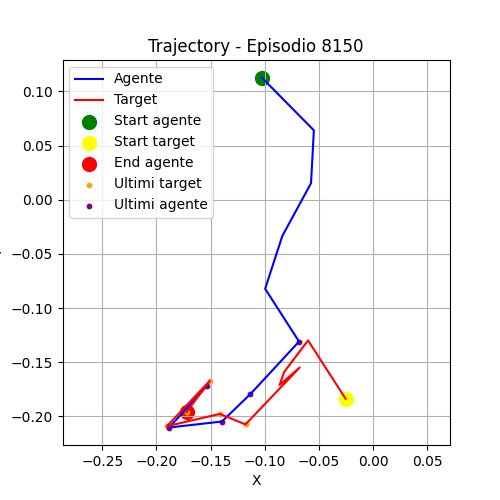 Trajectory - Episodio 8150
Agente
Target
Start agente
Start target
End agente
Ultimi target
Ultimi agente
0.10
0.05
0.00
−0.05
−0.10
−0.15
−0.20
−0.25
−0.20
−0.15
−0.10
−0.05
0.00
0.05
X